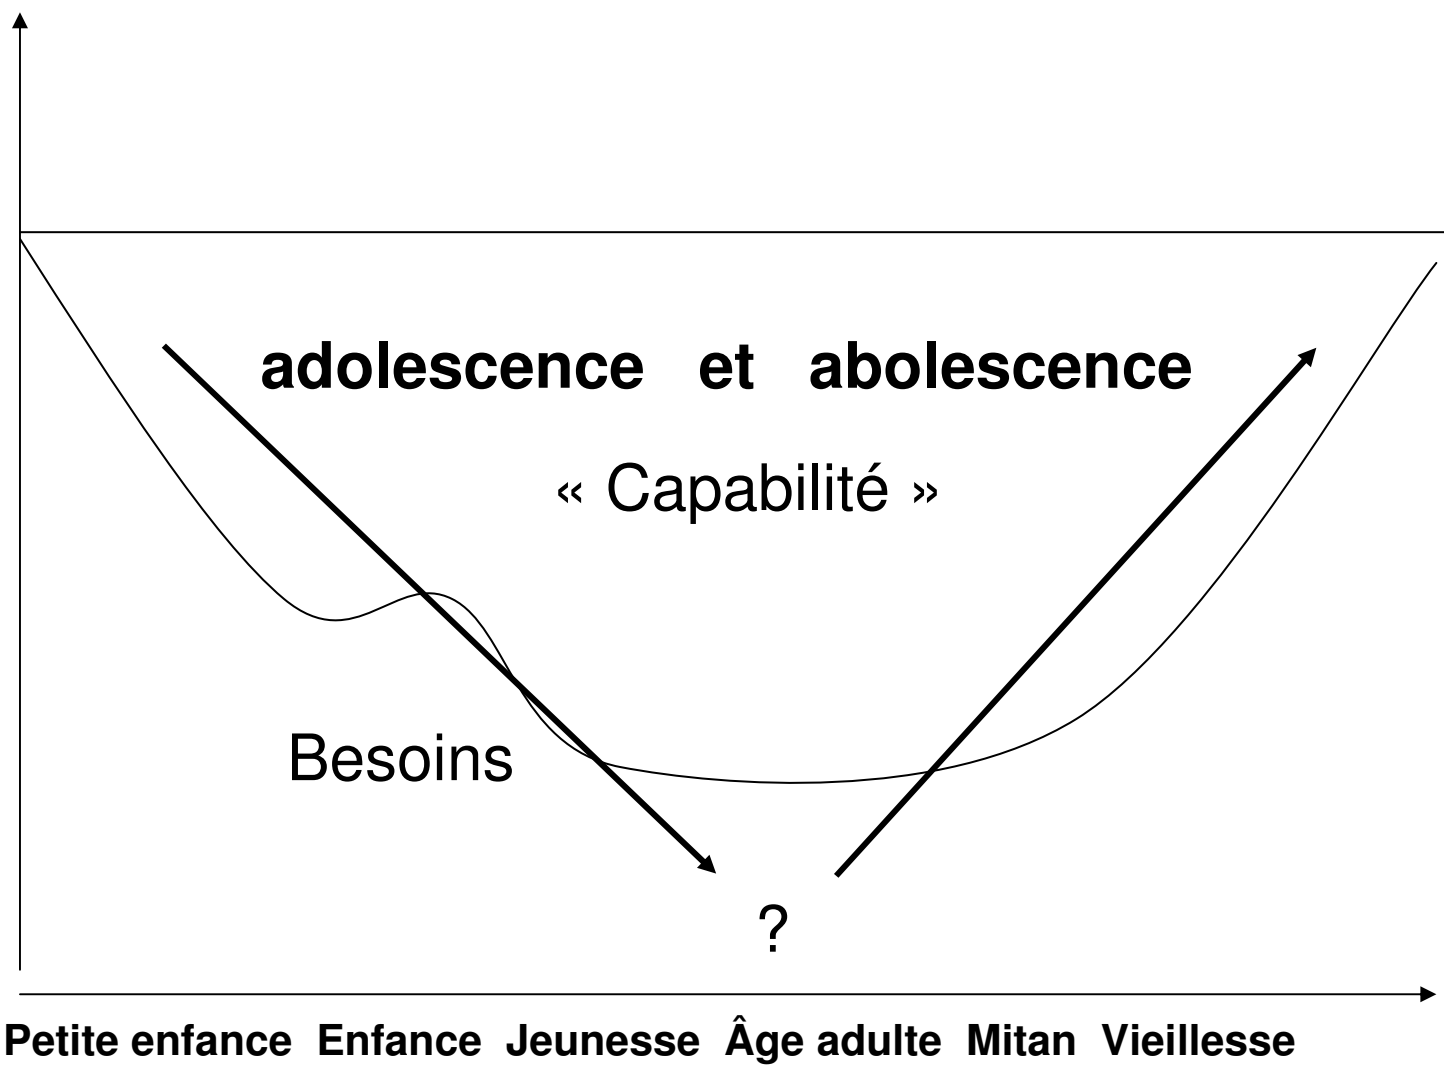 adolescence et abolescence
« Capabilité »
Besoins
?
Petite enfance Enfance Jeunesse Âge adulte Mitan Vieillesse